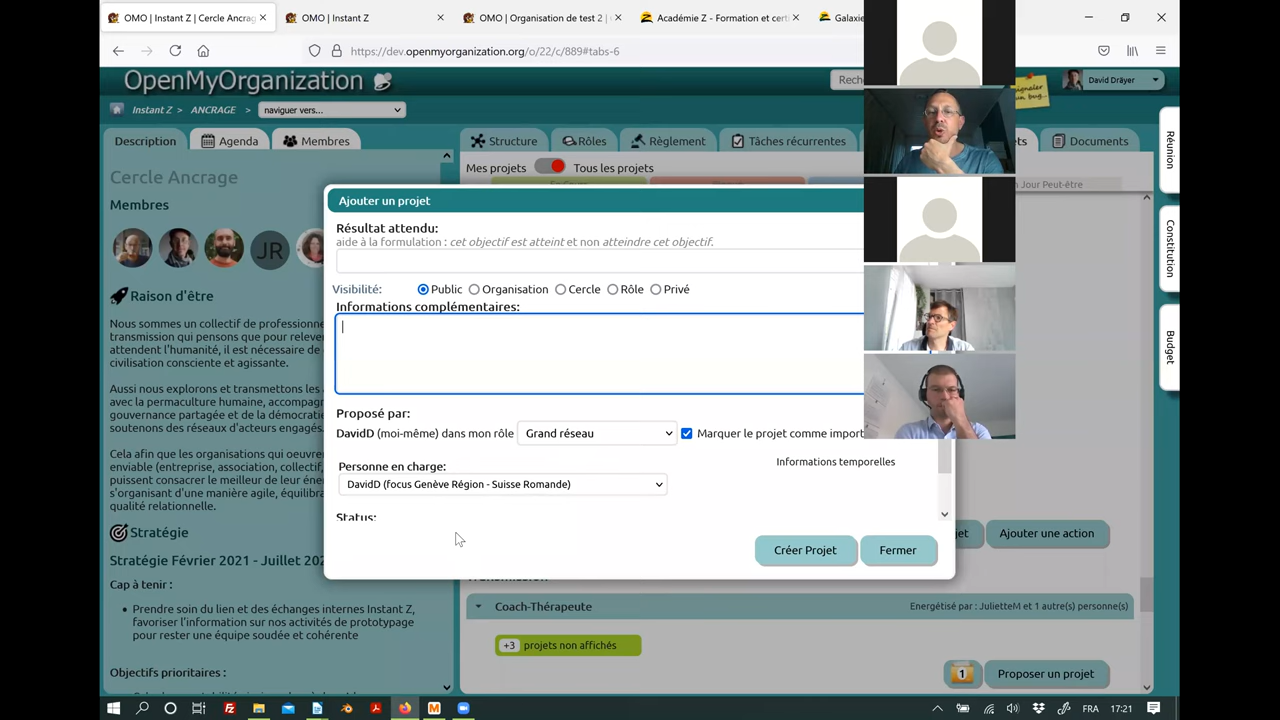 OMO | Instant Z | Cercle Ancrag
OMO | Instant Z
OMO | Organisation de test 2 |
Académie Z - Formation et cert
Galaxie
https://dev.openmyorganization.org/o/22/c/889#tabs-6
OpenMyOrganization
Rech
David Dräyer
signaler
un bug...
Instant Z
ANCRAGE
naviguer vers...
Description
Agenda
Membres
Structure
Rôles
Règlement
Tâches récurrentes
ets
Documents
Mes projets
Tous les projets
n Jour Peut-être
Réunion
Constitution
Budget
Cercle Ancrage
Membres
JR
Raison d'être
Nous sommes un collectif de professionne
transmission qui pensons que pour relever
attendent l'humanité, il est nécessaire de
civilisation consciente et agissante.
Aussi nous explorons et transmettons les
avec la permaculture humaine, accompagn
gouvernance partagée et de la démocratie
soutenons des réseaux d'acteurs engagés.
Cela afin que les organisations qui oeuvren
enviable (entreprise, association, collectif,
puissent consacrer le meilleur de leur éner
s'organisant d'une manière agile, équilibré
qualité relationnelle.
Stratégie
Stratégie Février 2021 - Juillet 202
Cap à tenir :
Prendre soin du lien et des échanges internes Instant Z,
favoriser l'information sur nos activités de prototypage
pour rester une équipe soudée et cohérente
Objectifs prioritaires :
Ajouter un projet
Résultat attendu:
aide à la formulation : cet objectif est atteint et non atteindre cet objectif.
Visibilité:
Public
Organisation
Cercle
Rôle
Privé
Informations complémentaires:
Proposé par:
DavidD (moi-même) dans mon rôle
Grand réseau
Marquer le projet comme import
Personne en charge:
Informations temporelles
DavidD (focus Genève Région - Suisse Romande)
Status:
Créer Projet
Fermer
jet
Ajouter une action
Coach-Thérapeute
Energétisé par : JulietteM et 1 autre(s) personne(s)
+3 projets non affichés
1
Proposer un projet
FRA
17:21